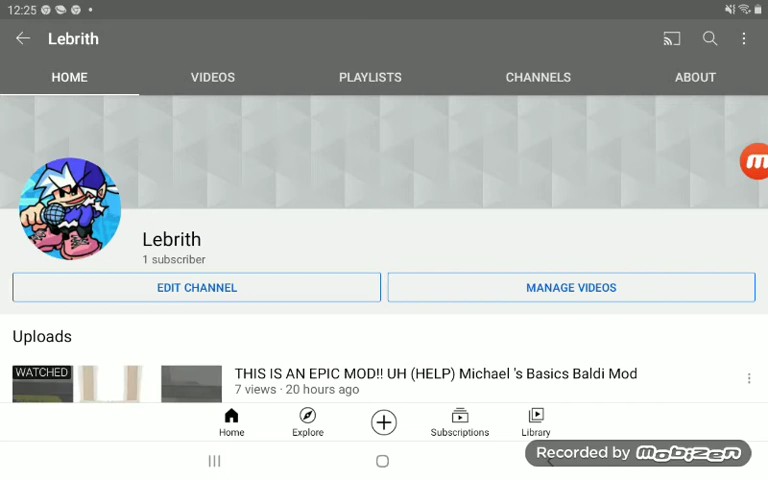 12:25
Lebrith
HOME VIDEOS PLAYLISTS CHANNELS ABOUT
m
Lebrith
1 subscriber
EDIT CHANNEL MANAGE VIDEOS
Uploads
WATCHED
THIS IS AN EPIC MOD!! UH (HELP) Michael 's Basics Baldi Mod
7 views · 20 hours ago
Home Explore Subscriptions Library
Recorded by mobizen